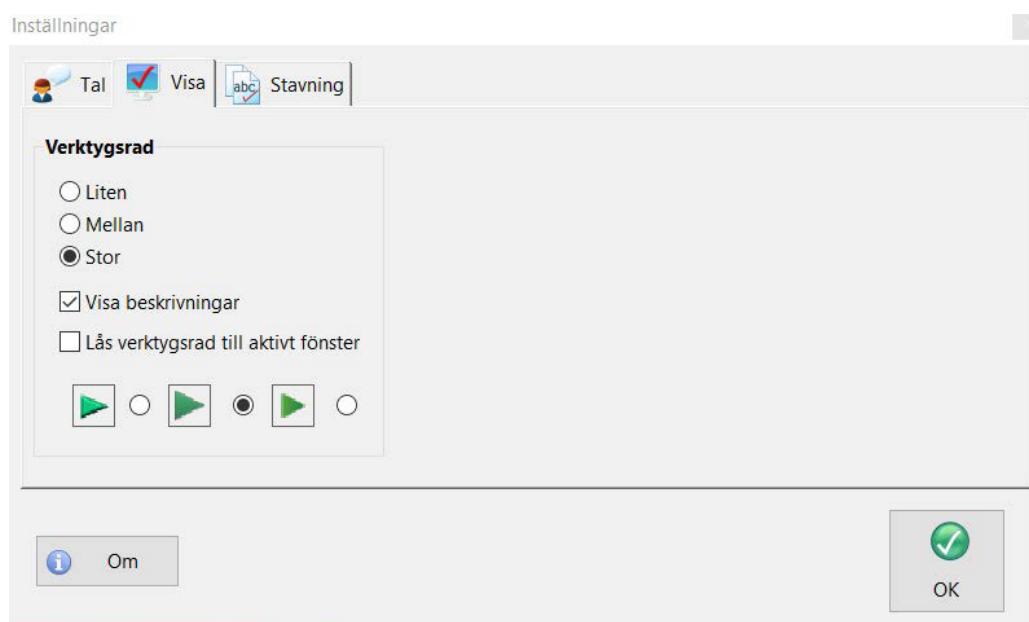 Inställningar
Tal Visa abc Stavning
Verktygsrad
Liten
Mellan
Stor
Visa beskrivningar
Lås verktygsrad till aktivt fönster
i Om
OK